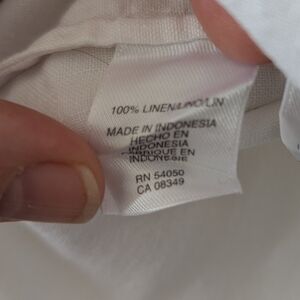 100% LINEN/LINO/LIN
MADE IN INDONESIA
HECHO EN
INDONESIA
FABRIQUE EN
INDONESIE
RN 54050
CA 08349